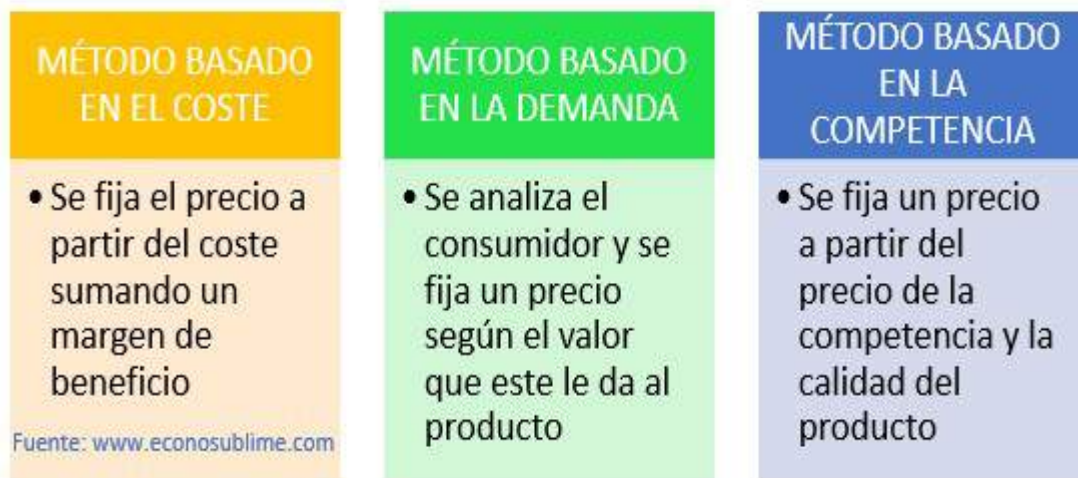 MÉTODO BASADO
EN EL COSTE
• Se fija el precio a
partir del coste
sumando un
margen de
beneficio
Fuente: www.econosublime.com
MÉTODO BASADO
EN LA DEMANDA
• Se analiza el
consumidor y se
fija un precio
según el valor
que este le da al
producto
MÉTODO BASADO
EN LA
COMPETENCIA
• Se fija un precio
a partir del
precio de la
competencia y la
calidad del
producto